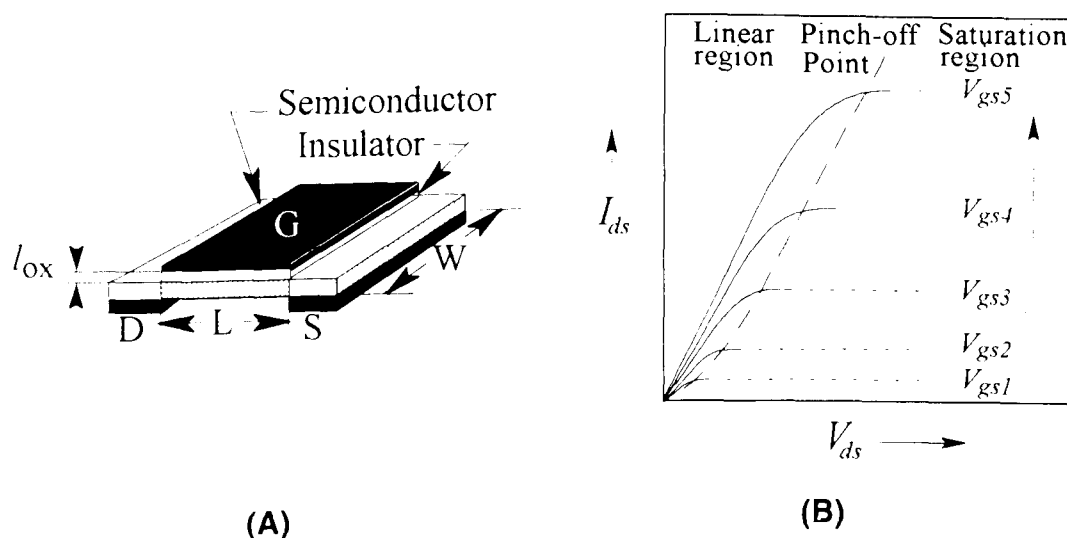 Semiconductor
Insulator
G
l_ox
W
D
L
S
(A)
Linear region
Pinch-off Point
Saturation region
V_gs5
V_gs4
V_gs3
V_gs2
V_gs1
I_ds
V_ds
(B)